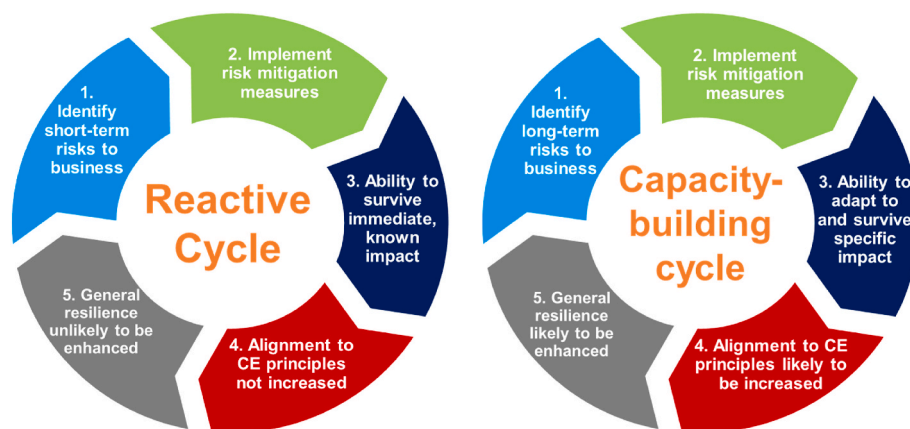 1.
Identify
short-term
risks to
business
2. Implement
risk mitigation
measures
3. Ability to
survive
immediate,
known
impact
4. Alignment to
CE principles
not increased
5. General
resilience
unlikely to be
enhanced
Reactive
Cycle
1.
Identify
long-term
risks to
business
2. Implement
risk mitigation
measures
3. Ability to
adapt to
and survive
specific
impact
4. Alignment to CE
principles likely to
be increased
5. General
resilience
likely to be
enhanced
Capacity-
building
cycle